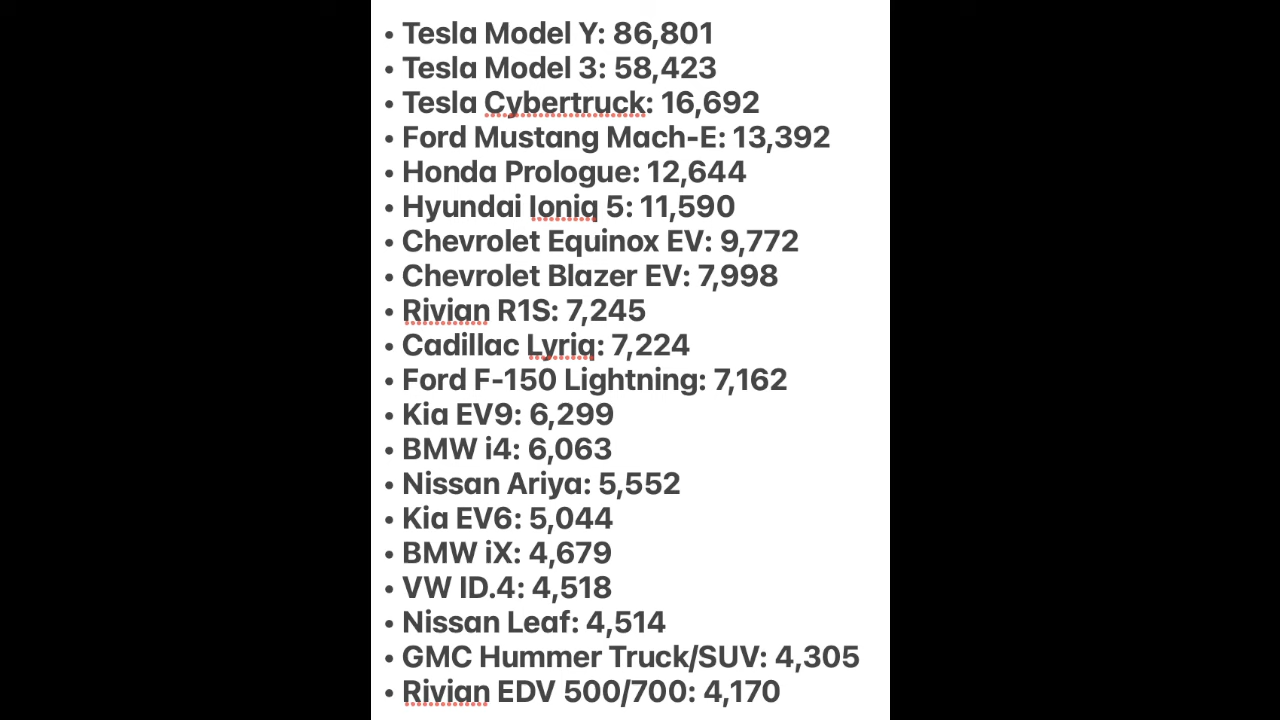 • Tesla Model Y: 86,801
• Tesla Model 3: 58,423
• Tesla Cybertruck: 16,692
• Ford Mustang Mach-E: 13,392
• Honda Prologue: 12,644
• Hyundai Ioniq 5: 11,590
• Chevrolet Equinox EV: 9,772
• Chevrolet Blazer EV: 7,998
• Rivian R1S: 7,245
• Cadillac Lyriq: 7,224
• Ford F-150 Lightning: 7,162
• Kia EV9: 6,299
• BMW i4: 6,063
• Nissan Ariya: 5,552
• Kia EV6: 5,044
• BMW iX: 4,679
• VW ID.4: 4,518
• Nissan Leaf: 4,514
• GMC Hummer Truck/SUV: 4,305
• Rivian EDV 500/700: 4,170